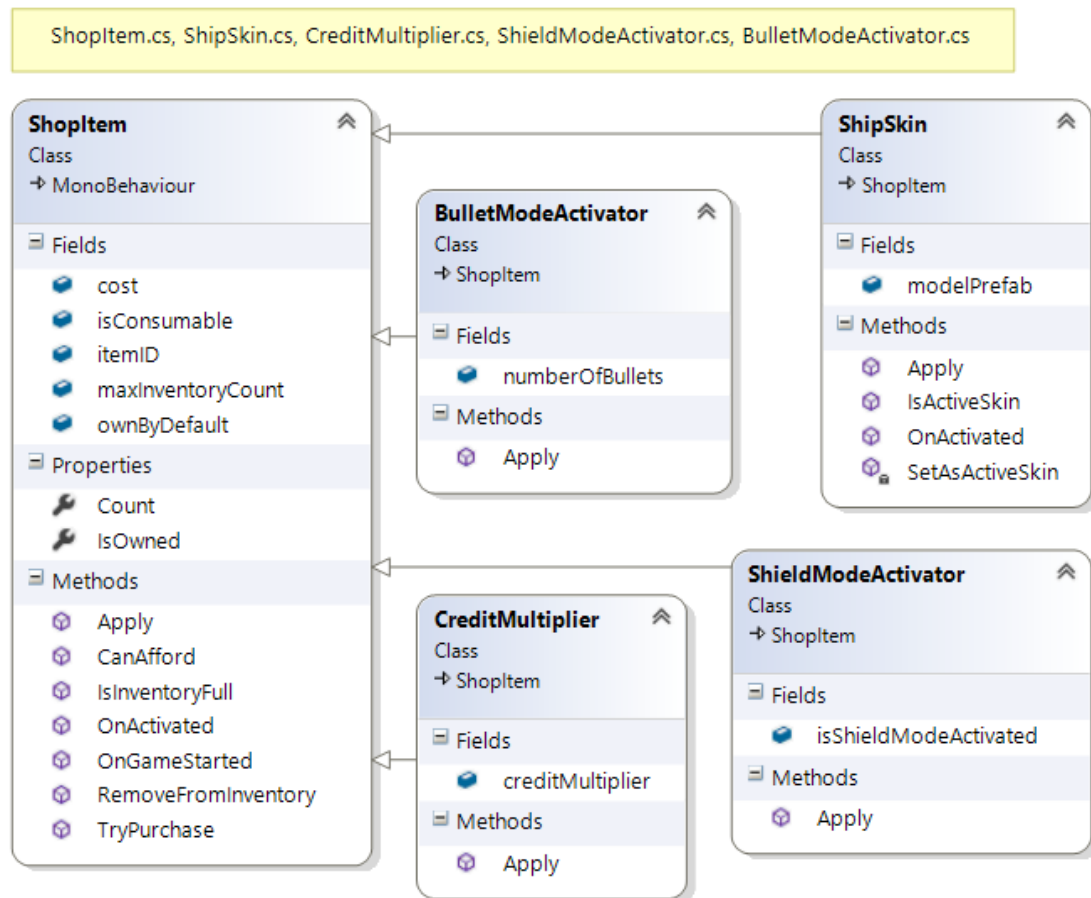 ShopItem.cs, ShipSkin.cs, CreditMultiplier.cs, ShieldModeActivator.cs, BulletModeActivator.cs
ShopItem
Class
MonoBehaviour
Fields
cost
isConsumable
itemID
maxInventoryCount
ownByDefault
Properties
Count
IsOwned
Methods
Apply
CanAfford
IsInventoryFull
OnActivated
OnGameStarted
RemoveFromInventory
TryPurchase
BulletModeActivator
Class
ShopItem
Fields
numberOfBullets
Methods
Apply
ShipSkin
Class
ShopItem
Fields
modelPrefab
Methods
Apply
IsActiveSkin
OnActivated
SetAsActiveSkin
CreditMultiplier
Class
ShopItem
Fields
creditMultiplier
Methods
Apply
ShieldModeActivator
Class
ShopItem
Fields
isShieldModeActivated
Methods
Apply